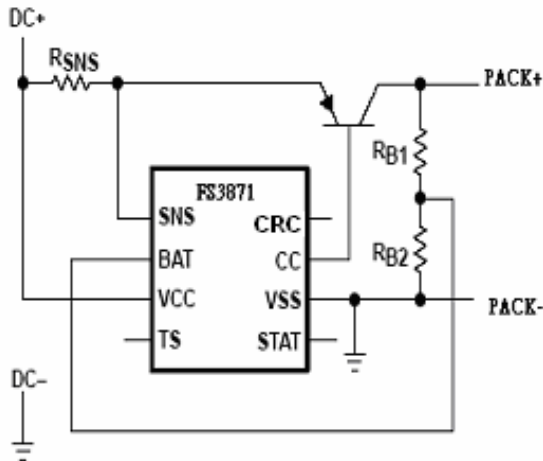 DC+
RSNS
PACK+
RB1
FS3871
SNS
CRC
BAT
CC
RB2
VCC
VSS
PACK-
TS
STAT
DC–